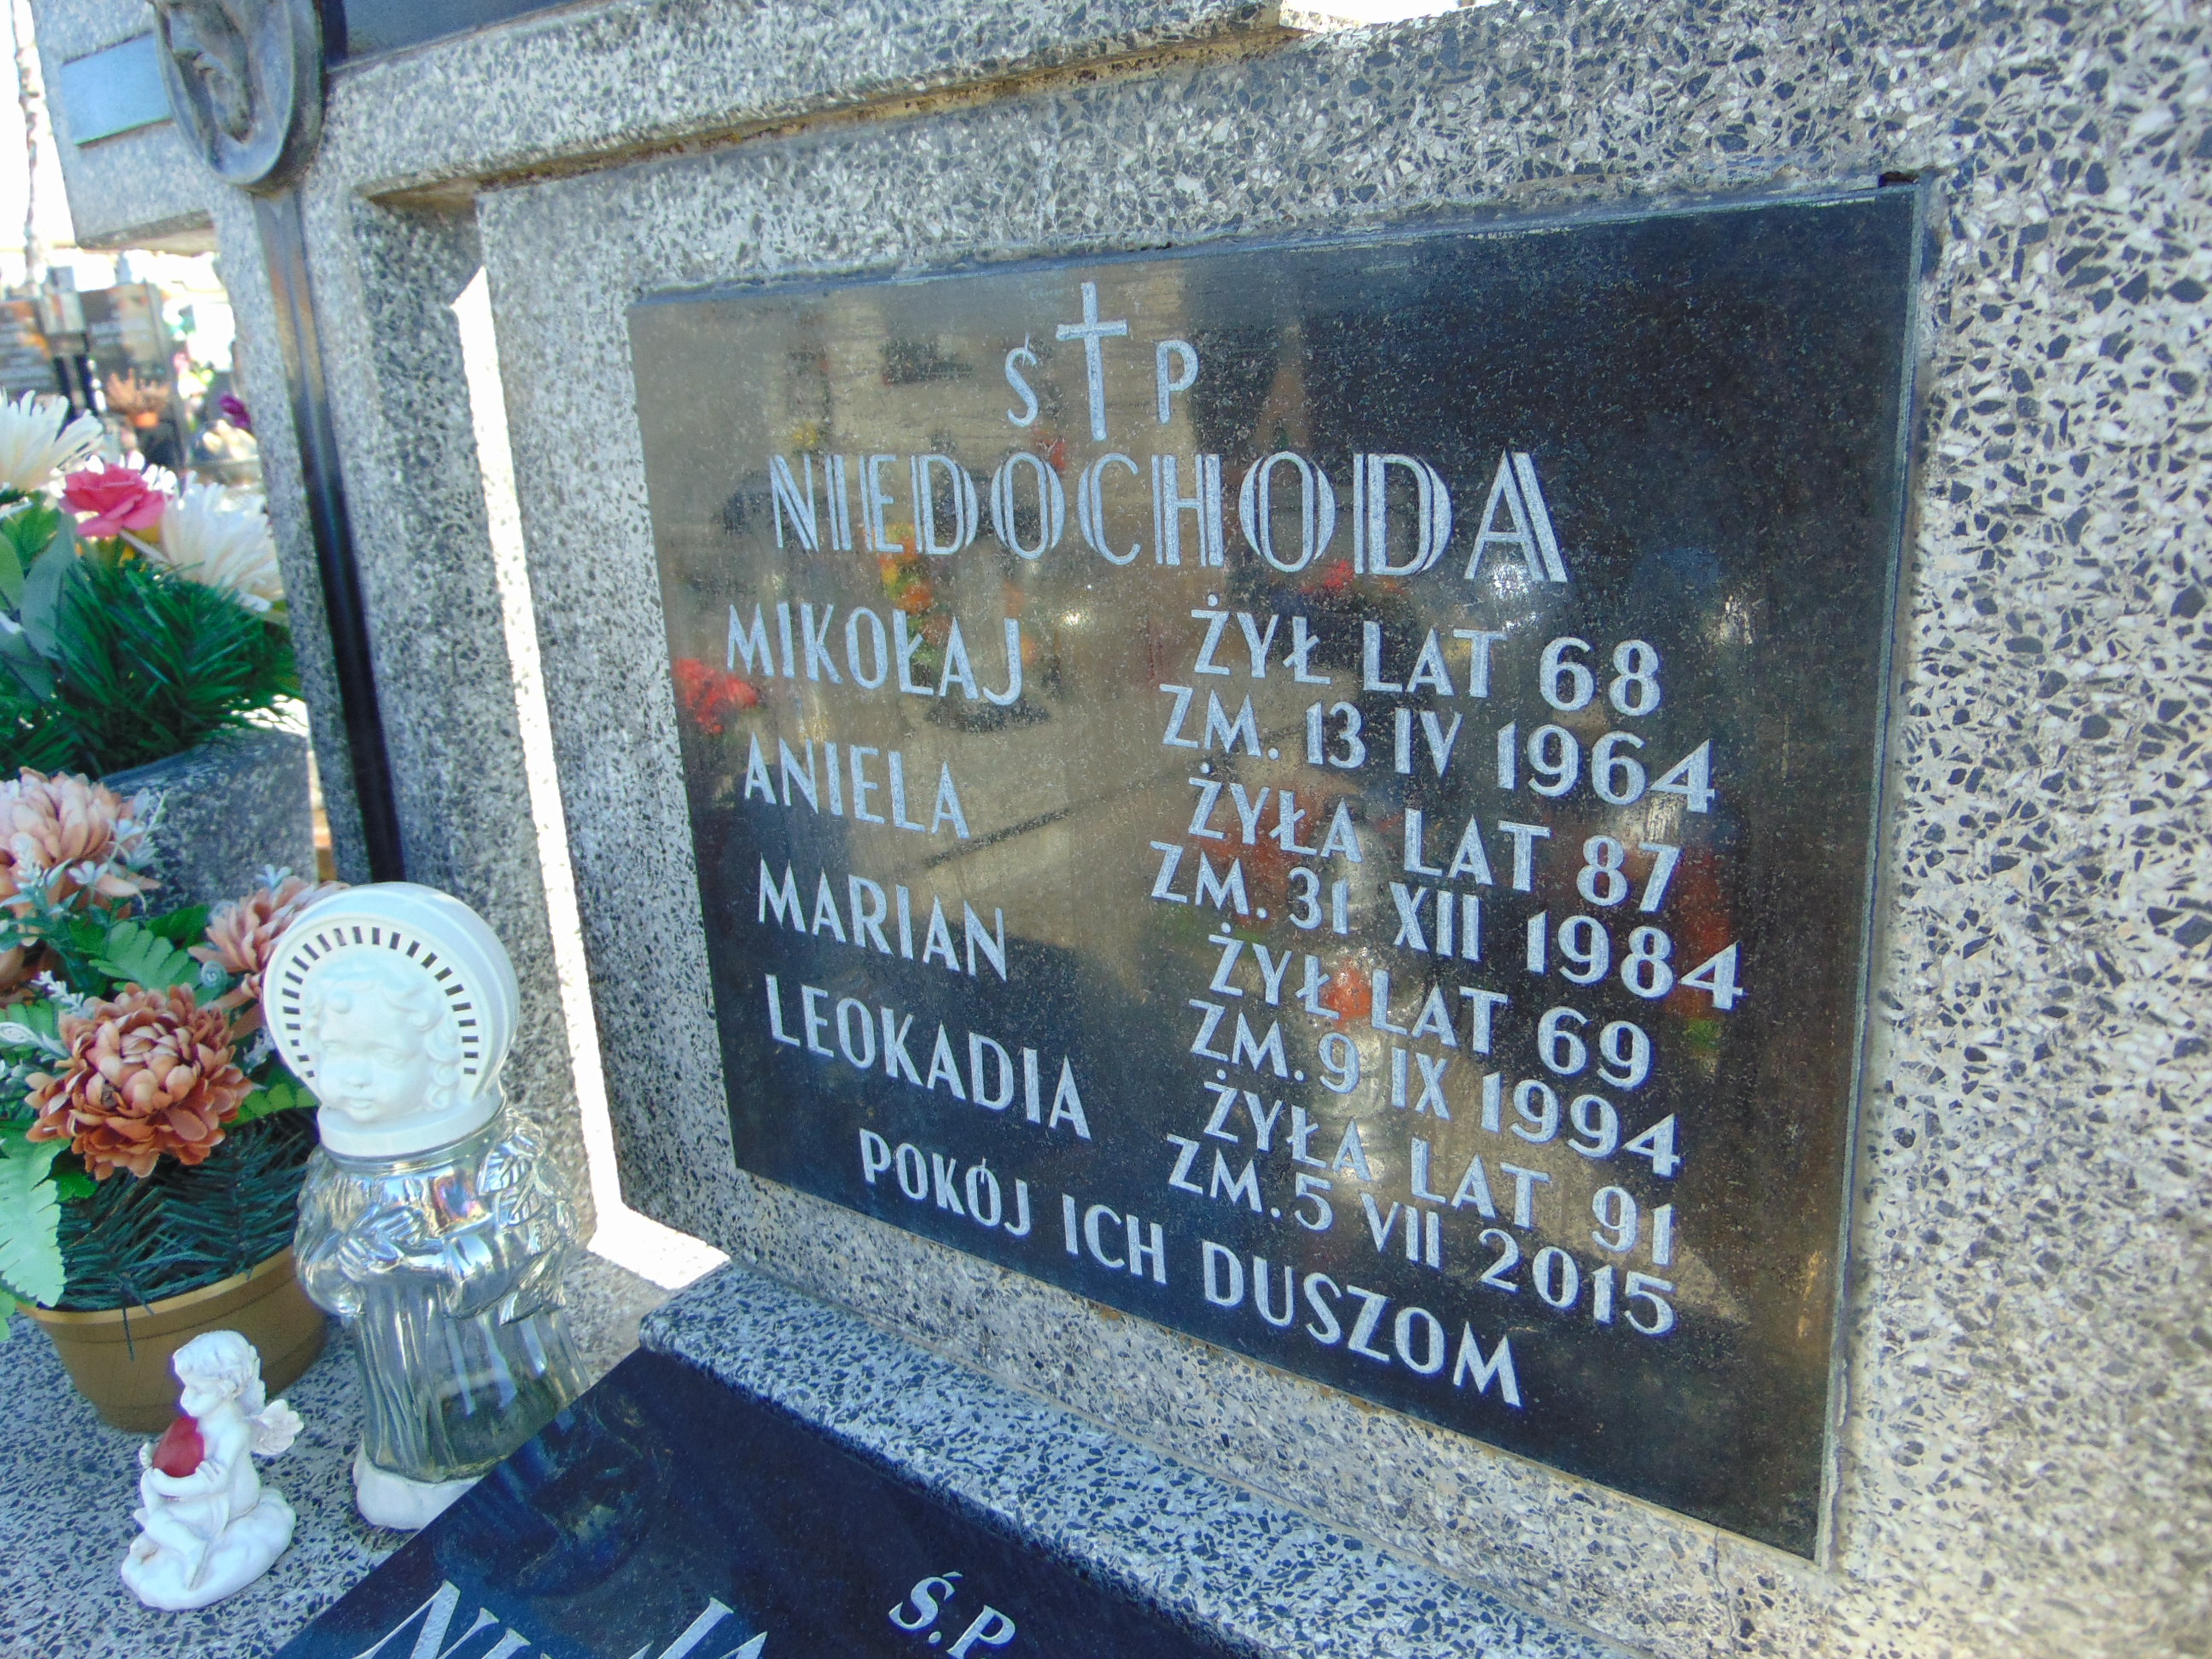 Ś P
NIEDOCHODA
MIKOŁAJ ŻYŁ LAT 68
ZM. 13 IV 1964
ANIELA ŻYŁA LAT 87
ZM. 31 XII 1984
MARIAN ŻYŁ LAT 69
ZM. 9 IX 1994
LEOKADIA ŻYŁA LAT 91
ZM. 5 VII 2015
POKÓJ ICH DUSZOM
Ś.P